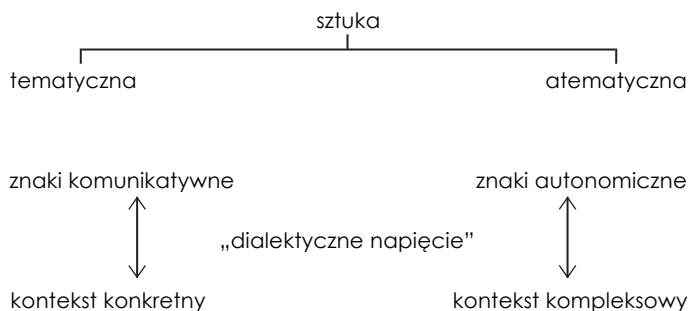 sztuka
tematyczna atematyczna
znaki komunikatywne znaki autonomiczne
„dialektyczne napięcie”
kontekst konkretny kontekst kompleksowy